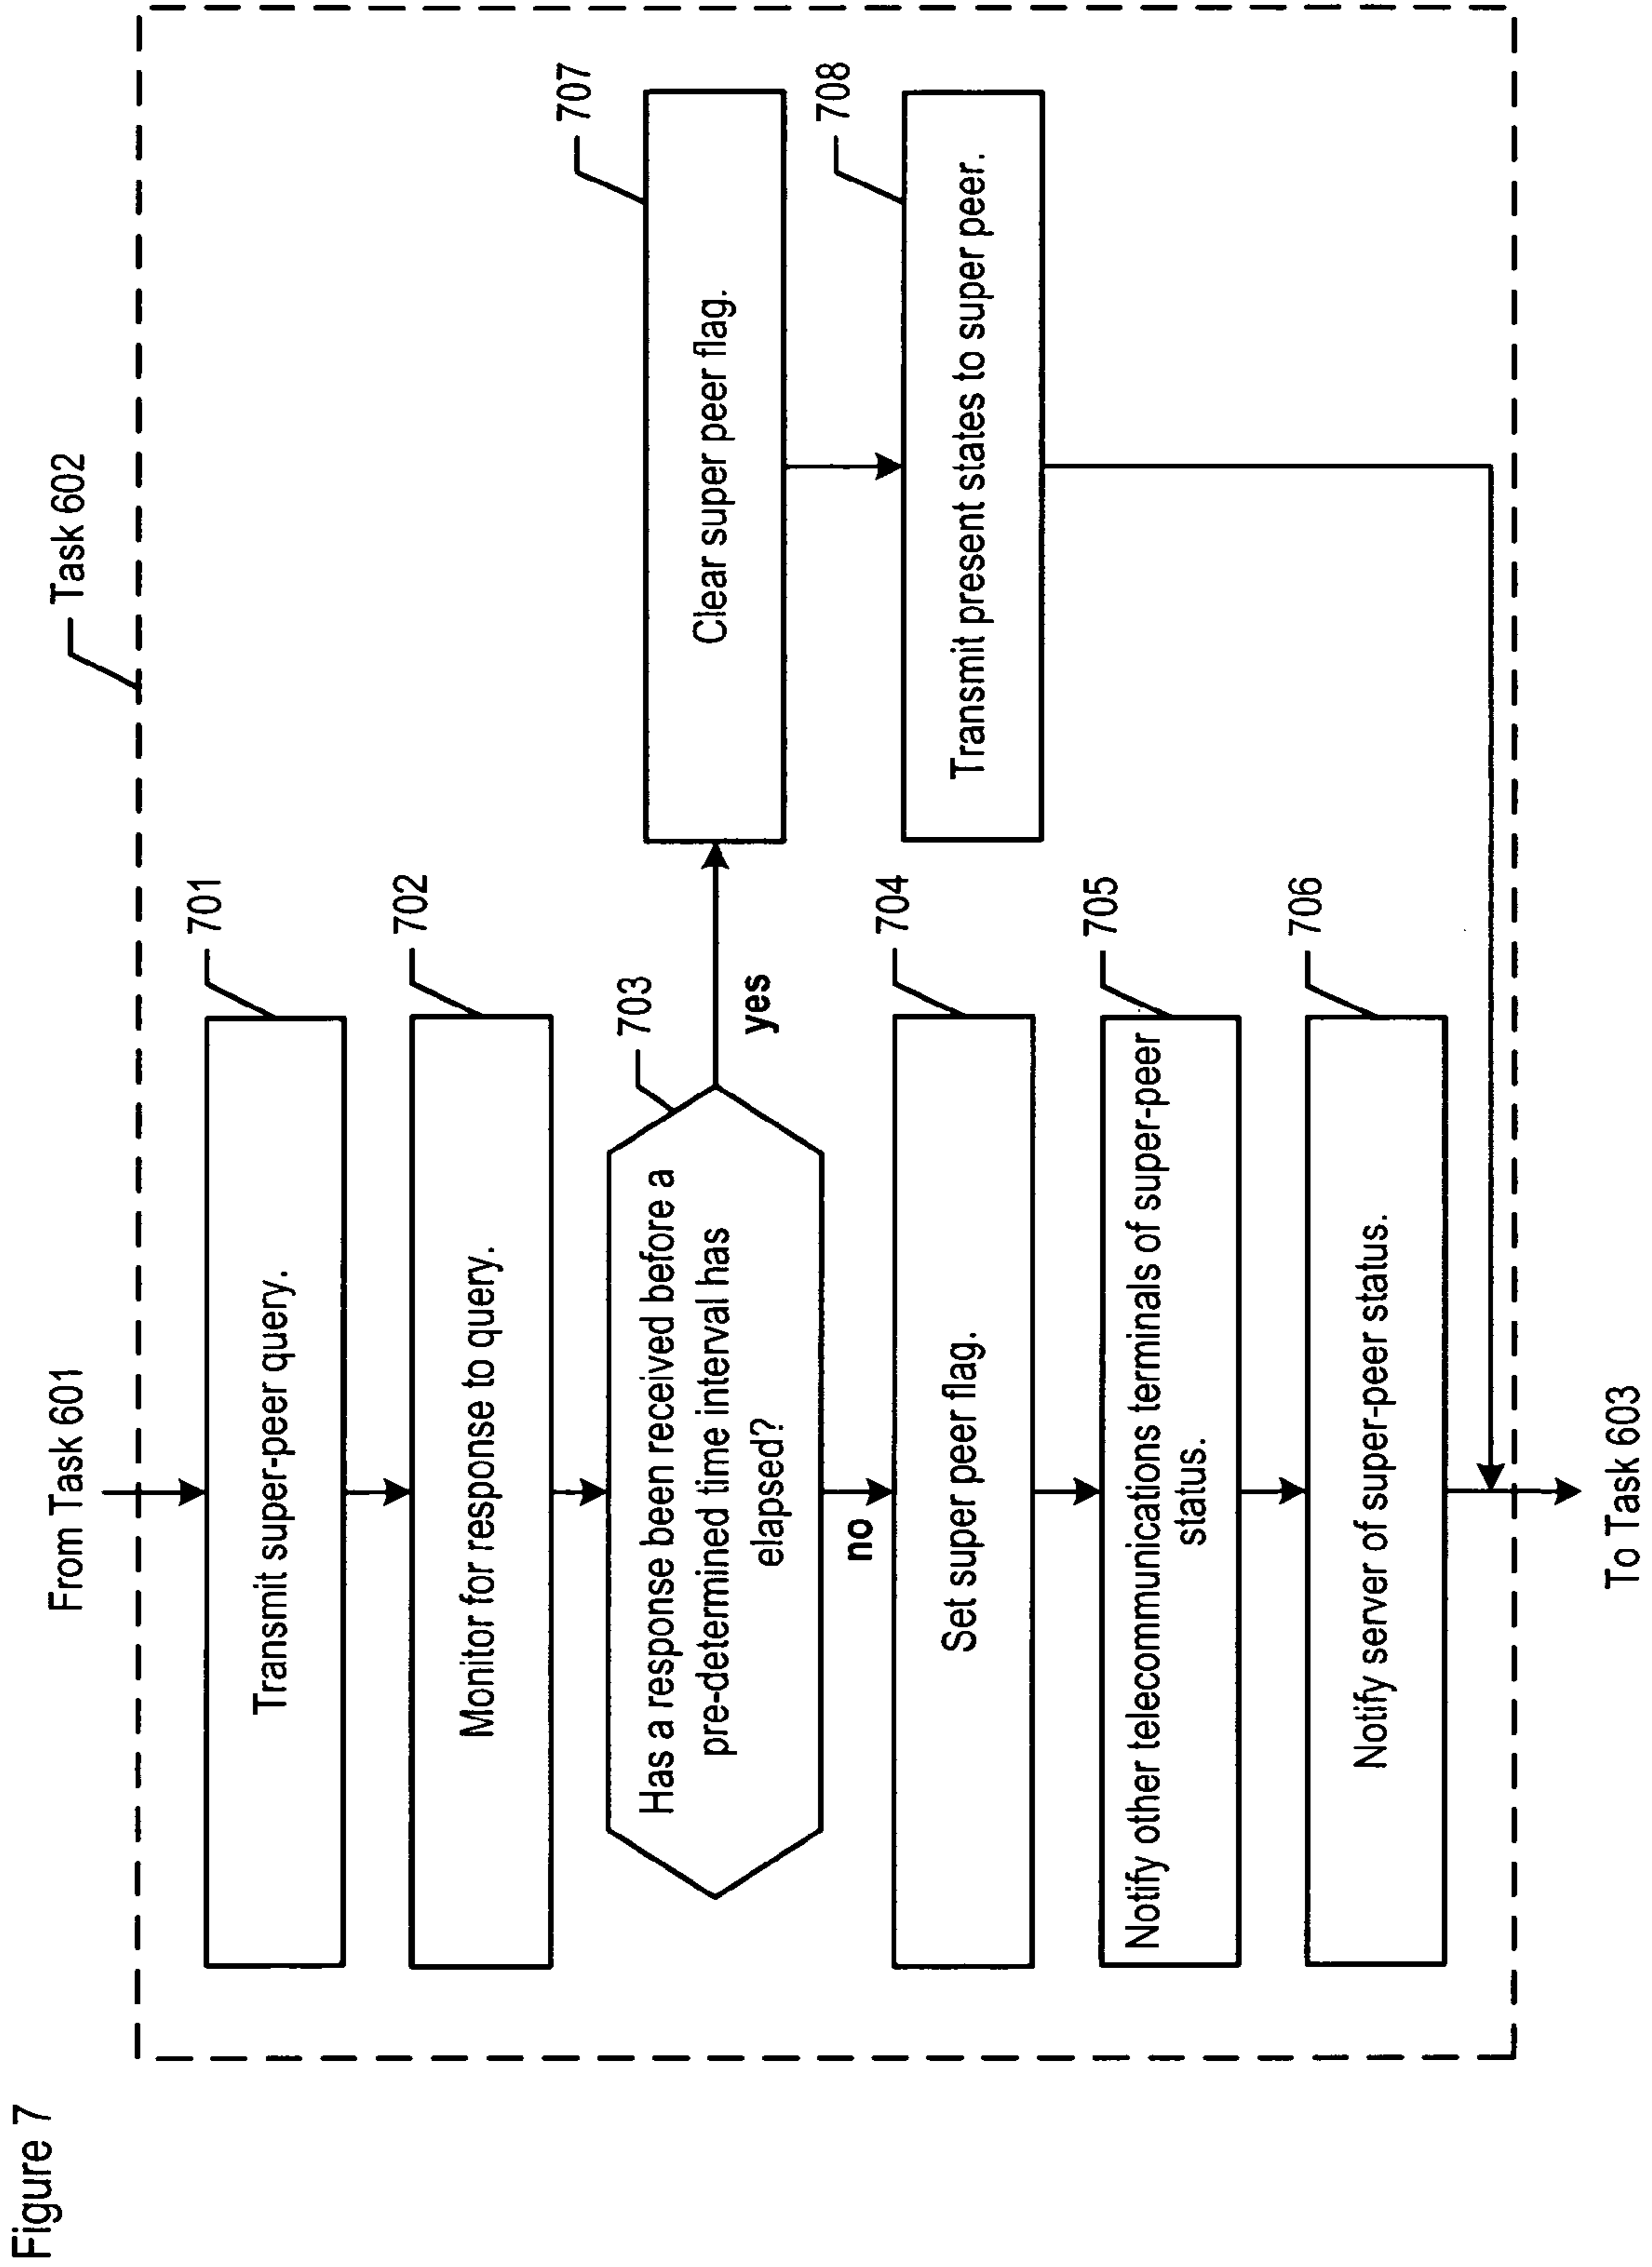 Figure 7
From Task 601
Task 602
701
Transmit super-peer query.
702
Monitor for response to query.
703
Has a response been received before a
pre-determined time interval has
elapsed?
yes
no
707
Clear super peer flag.
708
Transmit present states to super peer.
704
Set super peer flag.
705
Notify other telecommunications terminals of super-peer
status.
706
Notify server of super-peer status.
To Task 603